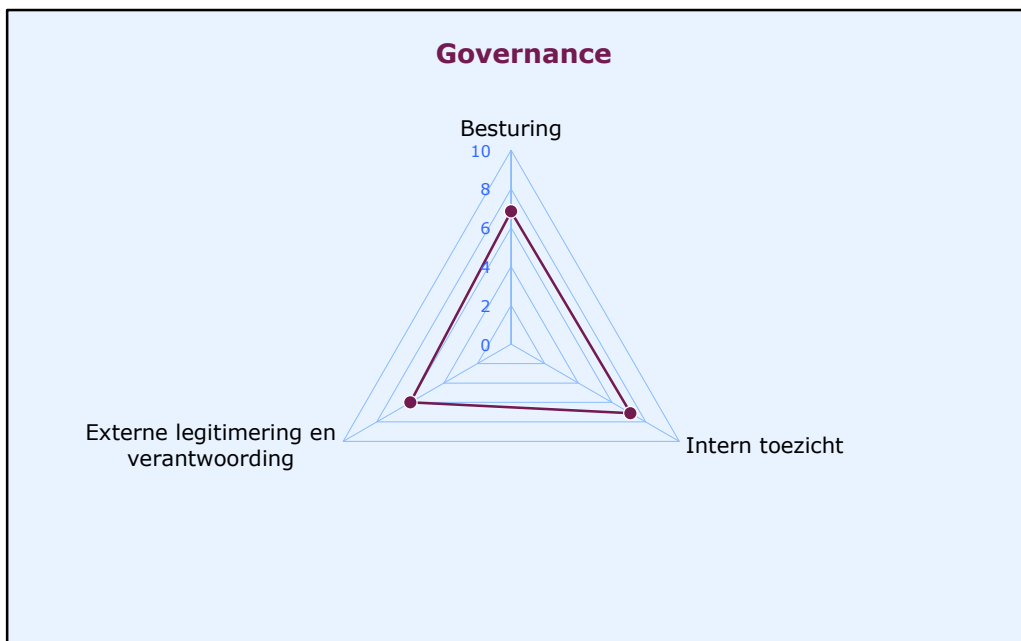 Governance
Besturing
10
8
6
4
2
0
Externe legitimering en
verantwoording
Intern toezicht